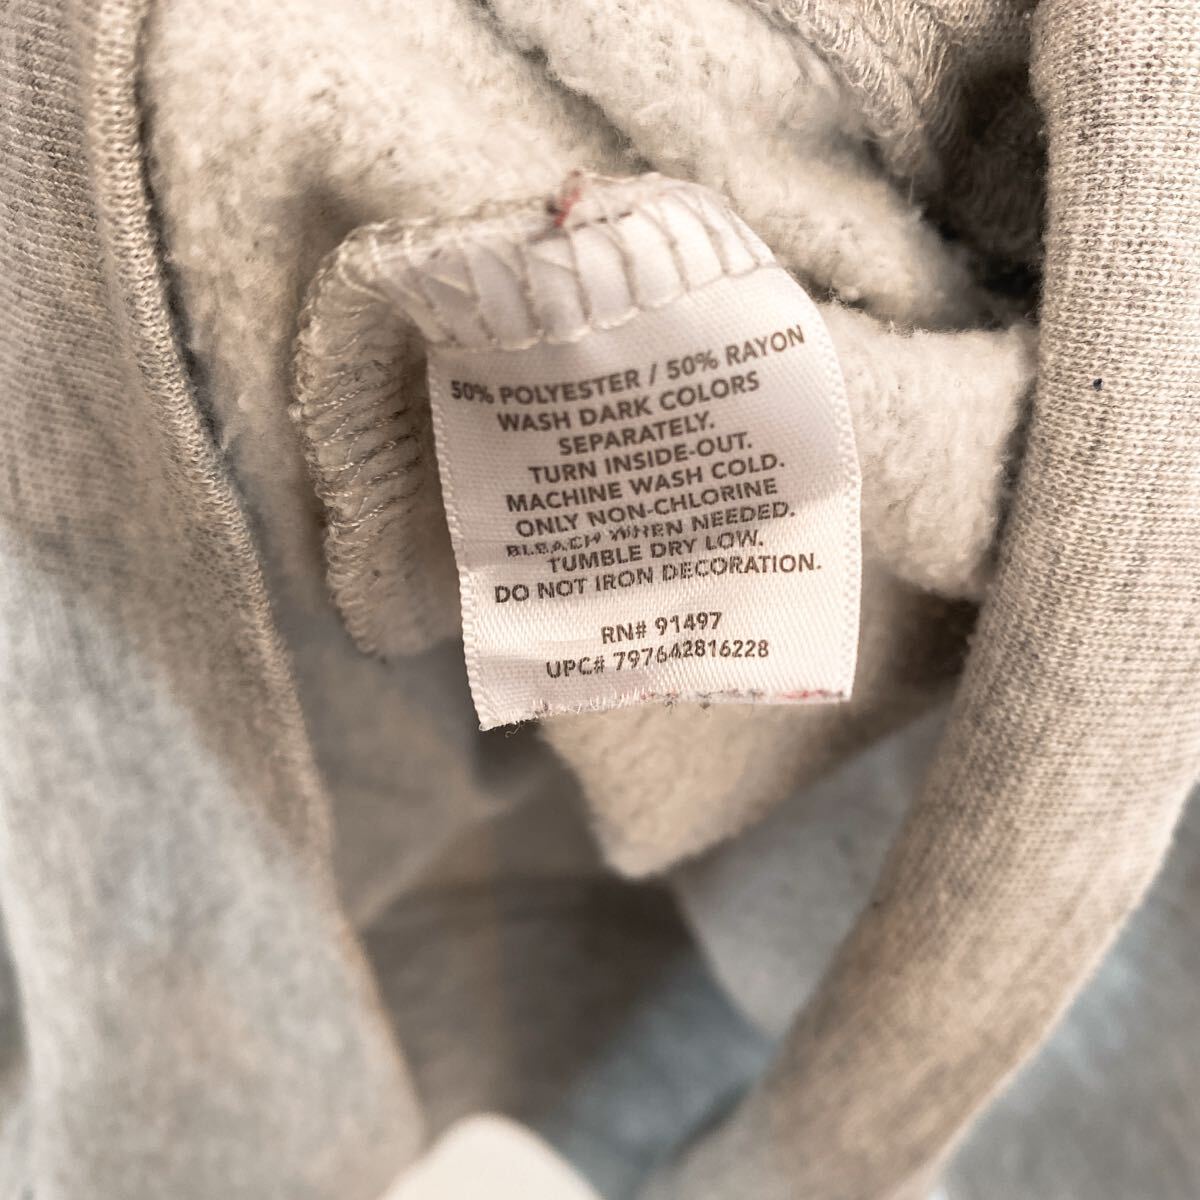 50% POLYESTER / 50% RAYON
WASH DARK COLORS
SEPARATELY.
TURN INSIDE-OUT.
MACHINE WASH COLD.
ONLY NON-CHLORINE
BLEACH WHEN NEEDED.
TUMBLE DRY LOW.
DO NOT IRON DECORATION.
RN# 91497
UPC# 797642816228